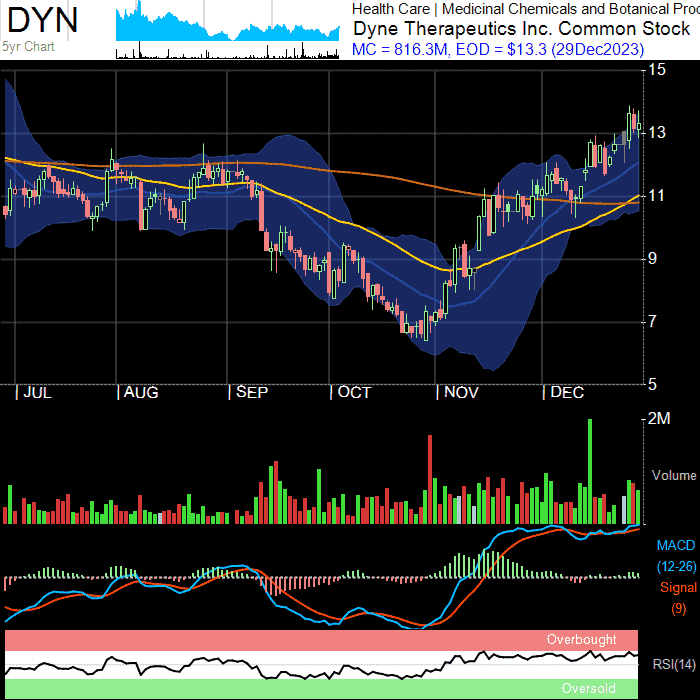 DYN
5yr Chart
Health Care | Medicinal Chemicals and Botanical Pro
Dyne Therapeutics Inc. Common Stock
MC = 816.3M, EOD = $13.3 (29Dec2023)
15
13
11
9
7
5
| JUL | AUG | SEP | OCT | NOV | DEC
2M
Volume
MACD
(12-26)
Signal
(9)
Overbought
RSI(14)
Oversold